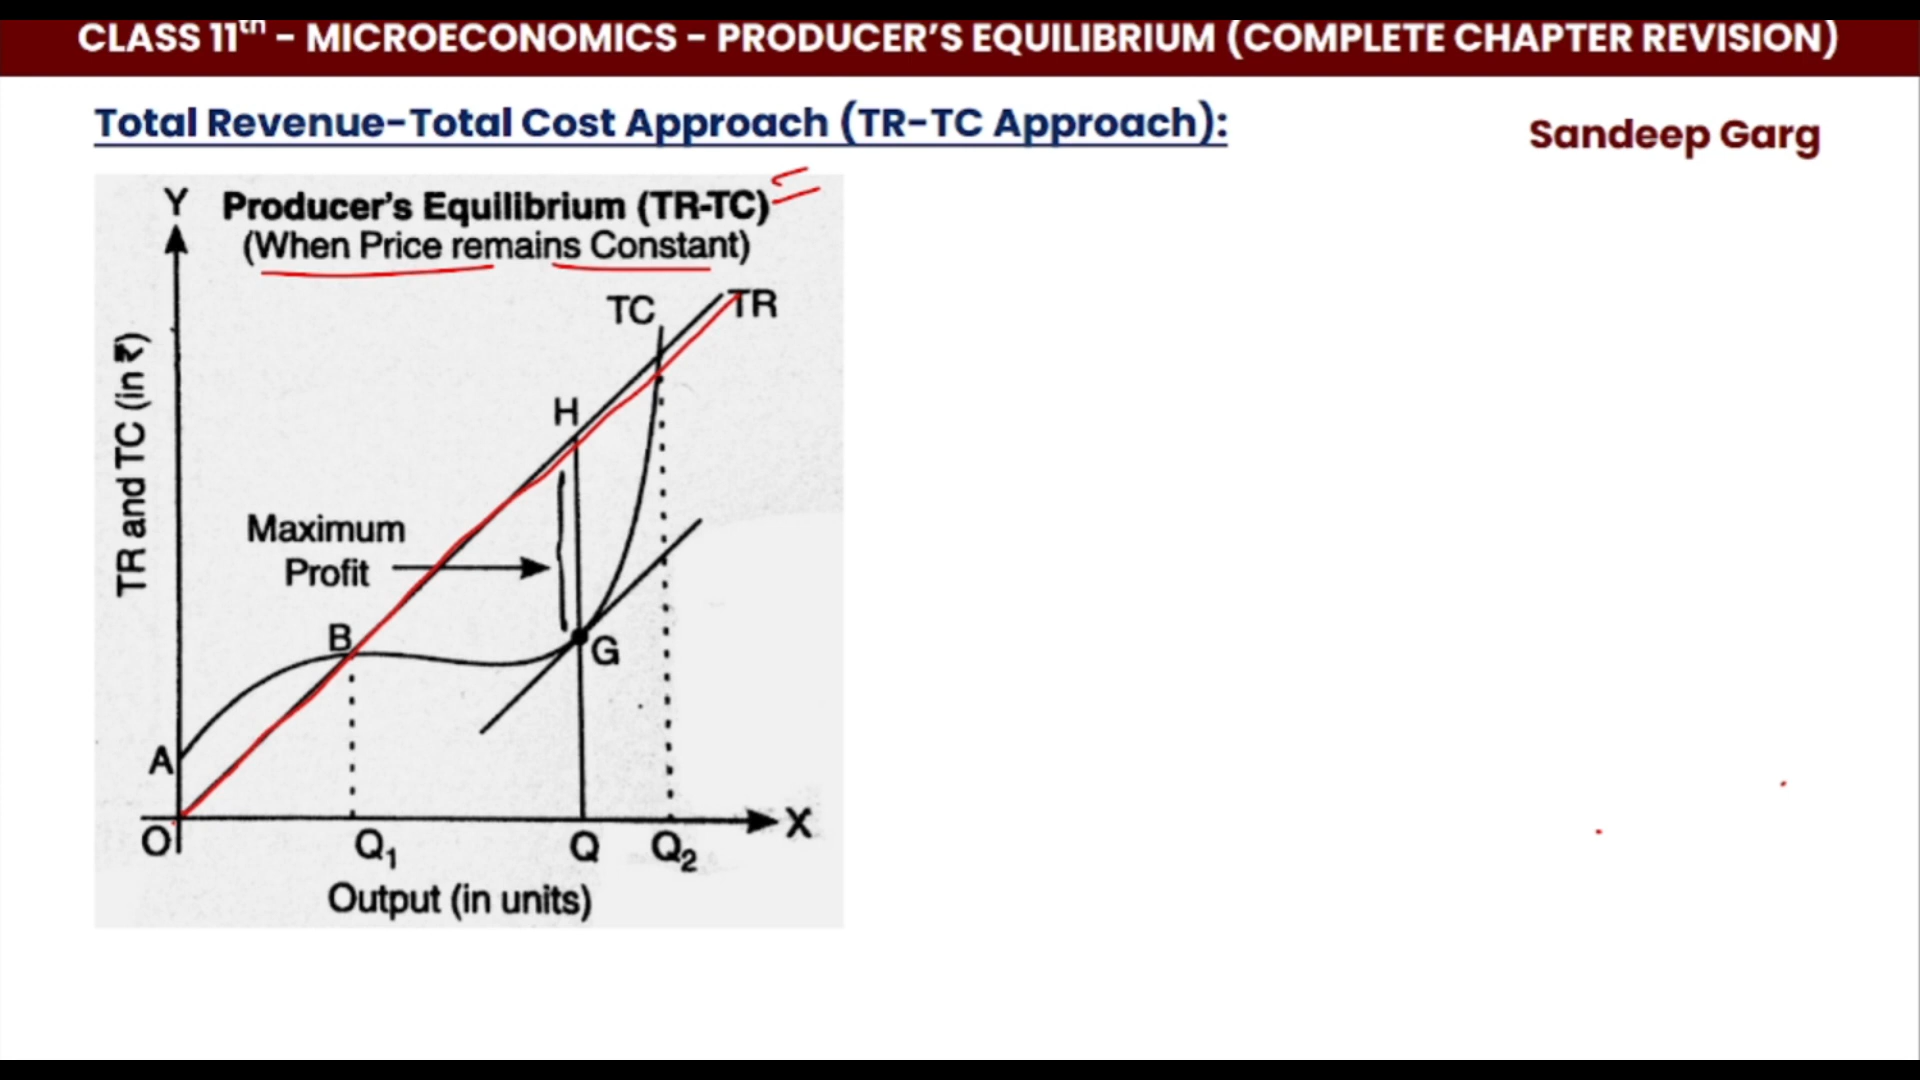 CLASS 11th – MICROECONOMICS – PRODUCER'S EQUILIBRIUM (COMPLETE CHAPTER REVISION)
Total Revenue-Total Cost Approach (TR-TC Approach):
Sandeep Garg
Y
Producer's Equilibrium (TR-TC)
(When Price remains Constant)
TC
TR
TR and TC (in ₹)
H
Maximum
Profit
B
G
A
O
Q1
Q
Q2
X
Output (in units)